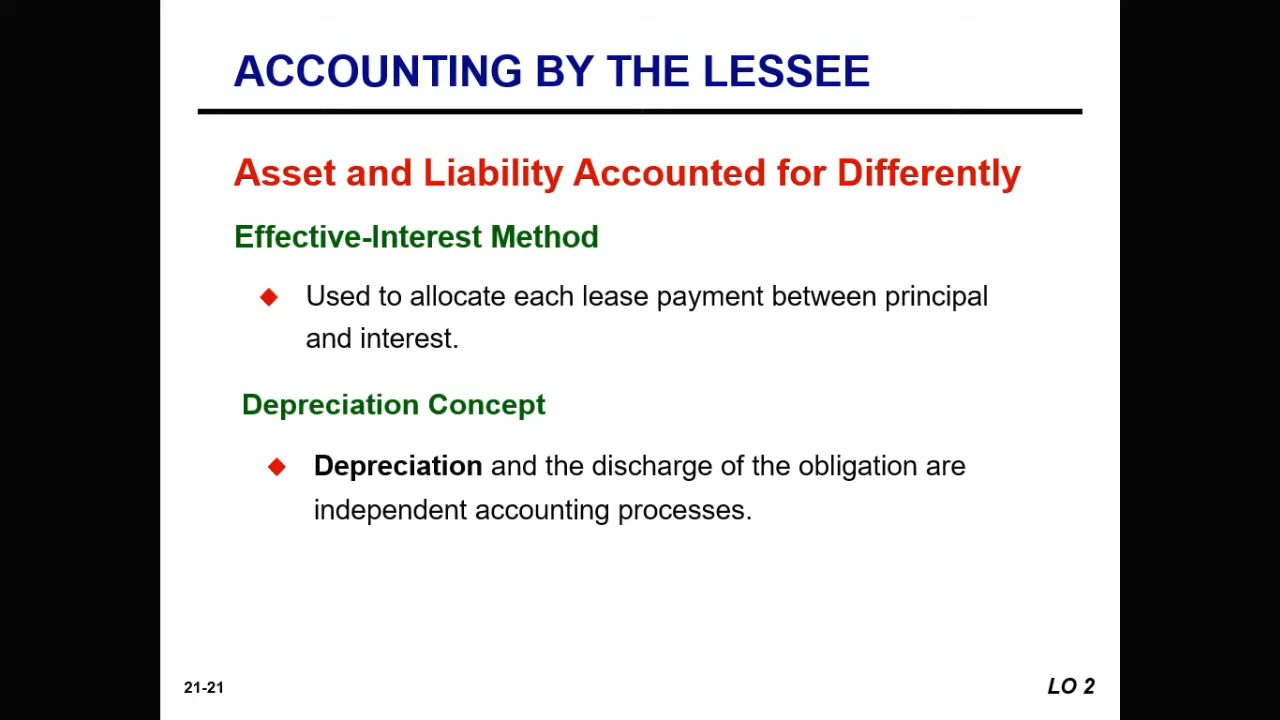 ACCOUNTING BY THE LESSEE
Asset and Liability Accounted for Differently
Effective-Interest Method
Used to allocate each lease payment between principal
and interest.
Depreciation Concept
Depreciation and the discharge of the obligation are
independent accounting processes.
21-21
LO 2